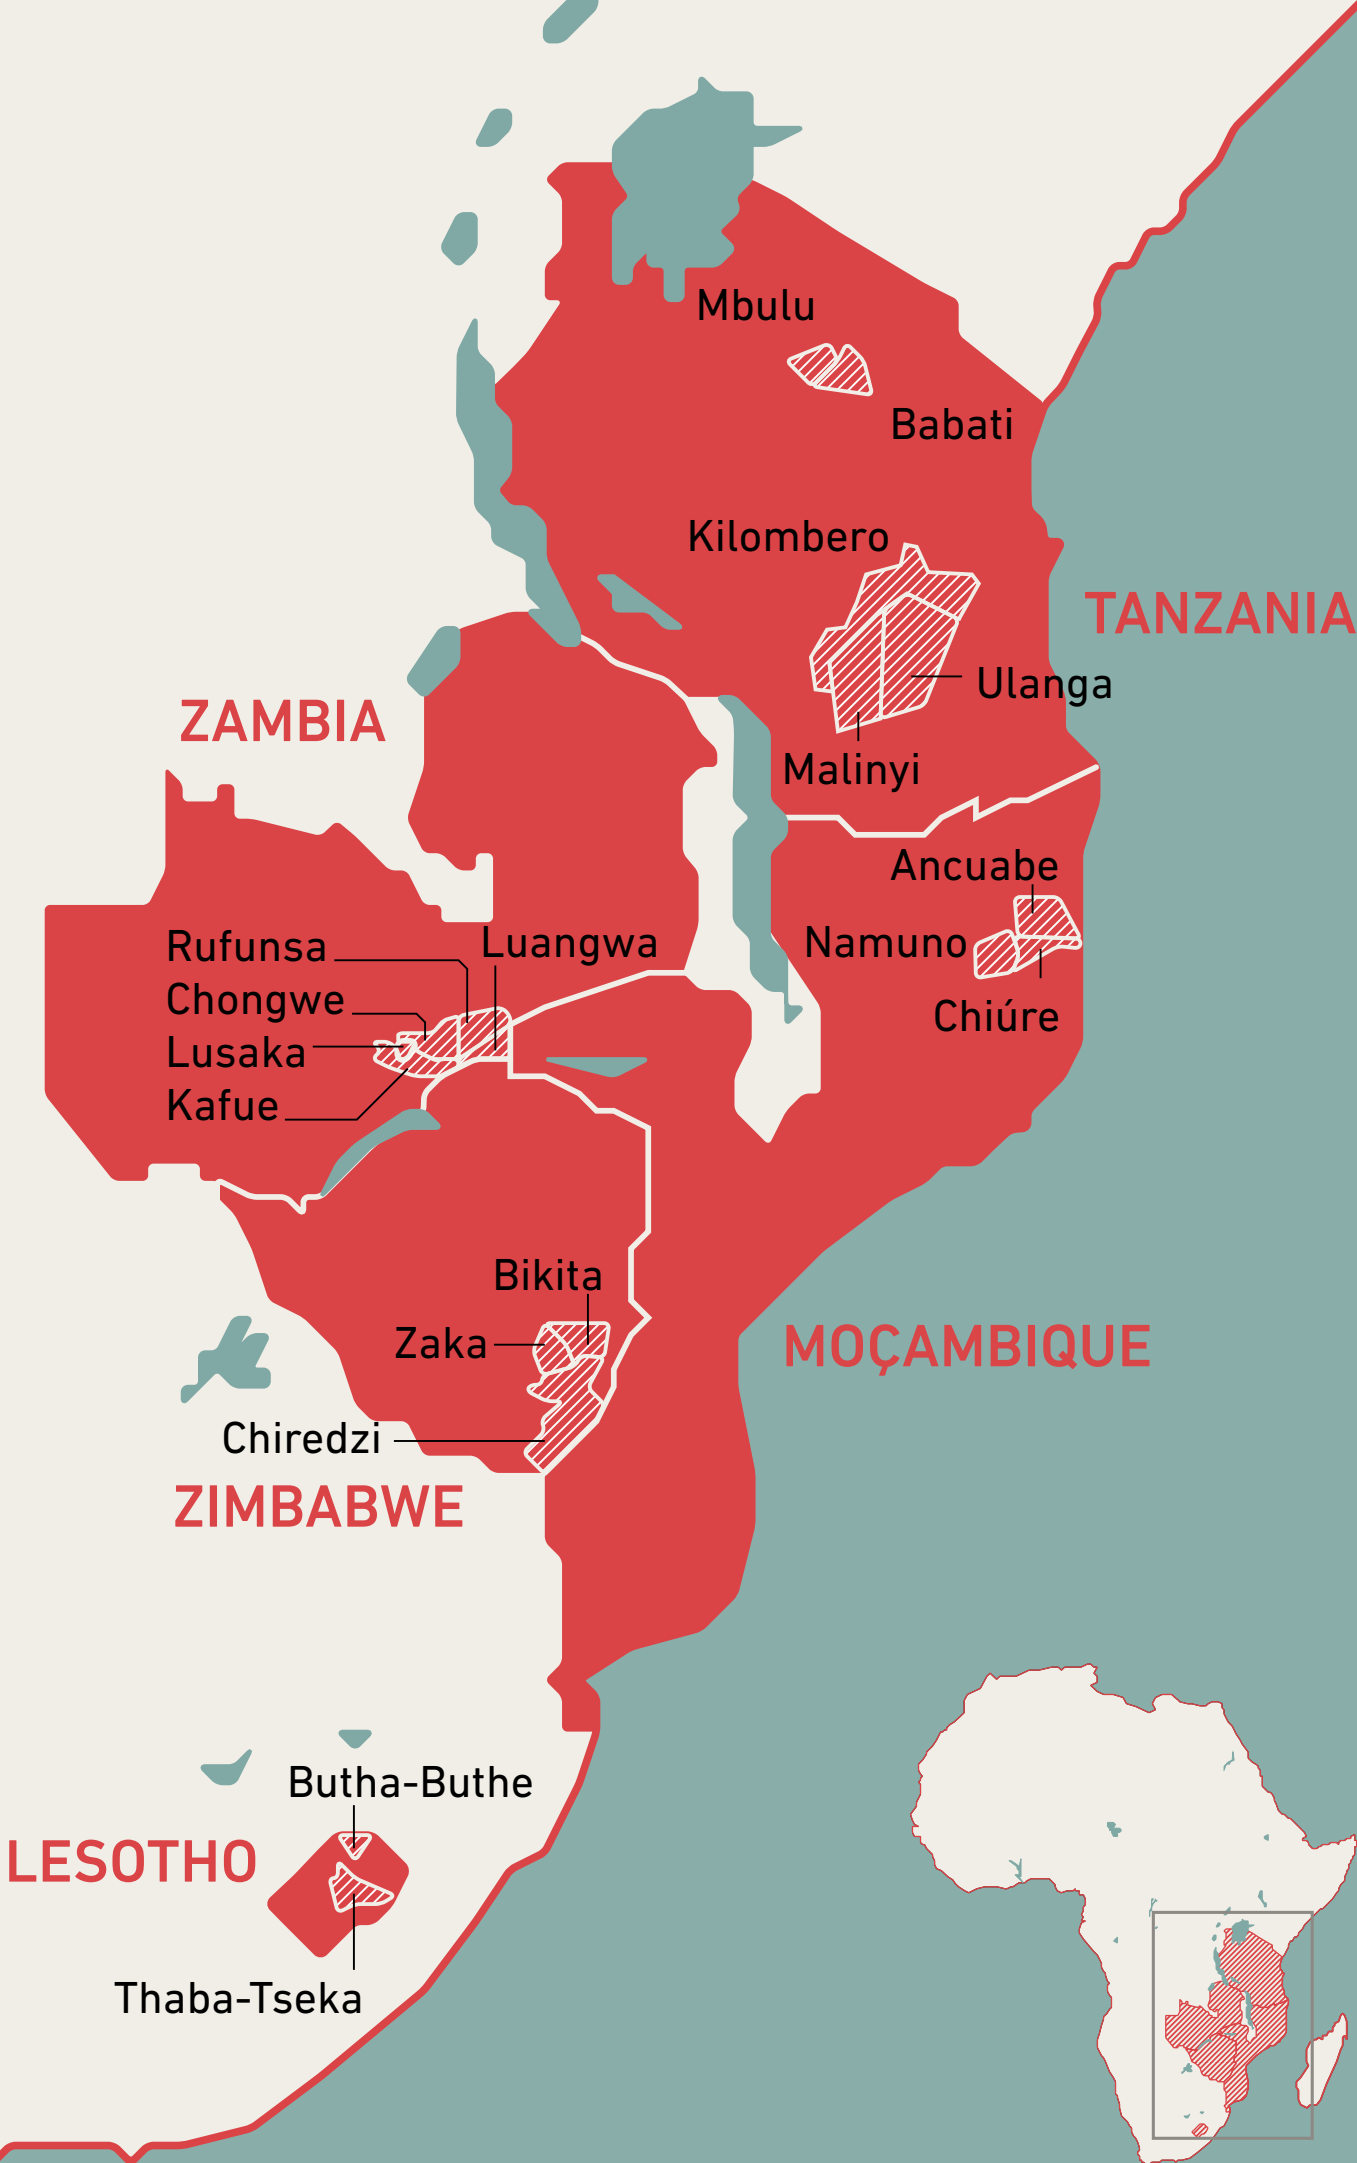 Mbulu
Babati
Kilombero
TANZANIA
Ulanga
ZAMBIA
Malinyi
Ancuabe
Rufunsa
Luangwa
Namuno
Chongwe
Chiúre
Lusaka
Kafue
Bikita
Zaka
MOÇAMBIQUE
Chiredzi
ZIMBABWE
Butha-Buthe
LESOTHO
Thaba-Tseka